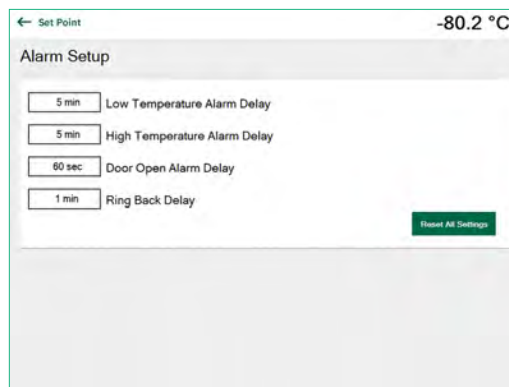 ← Set Point
-80.2 °C
Alarm Setup
5 min Low Temperature Alarm Delay
5 min High Temperature Alarm Delay
60 sec Door Open Alarm Delay
1 min Ring Back Delay
Reset All Settings